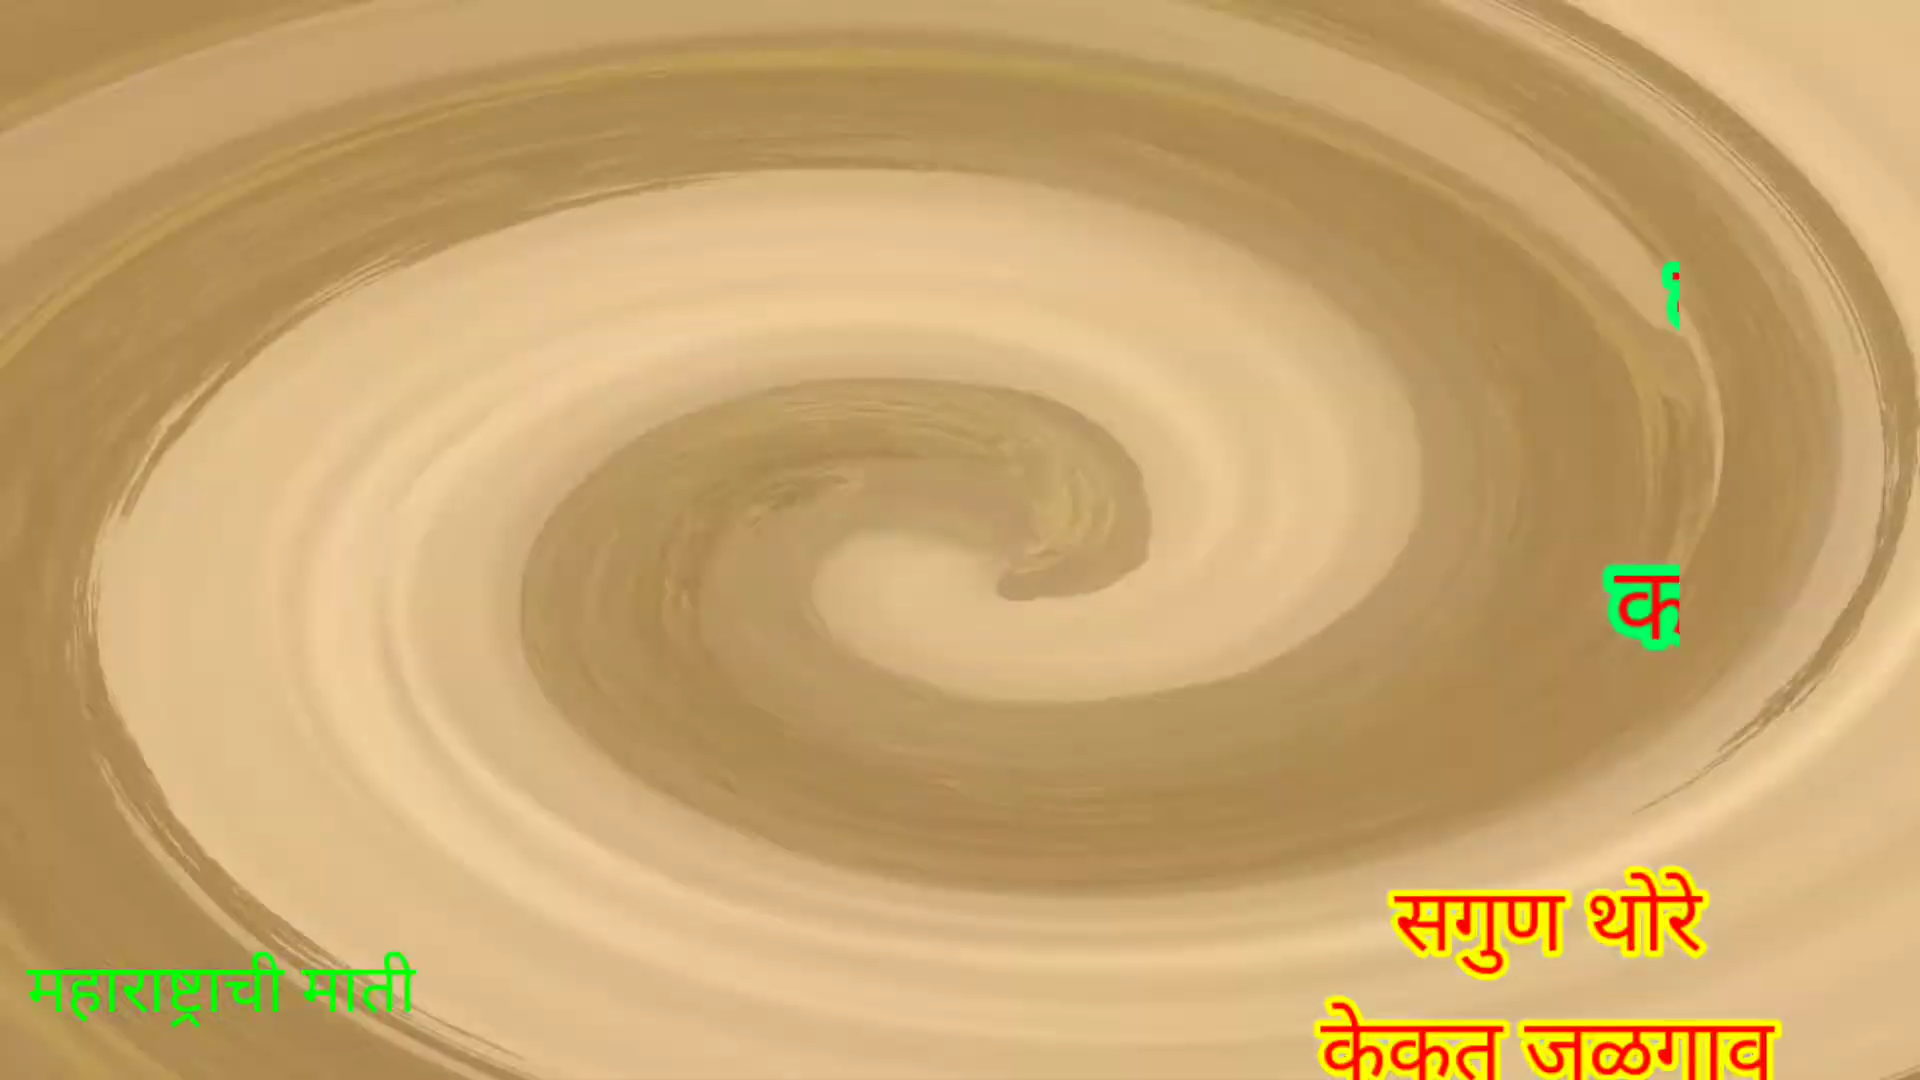 क
सगुण थोरे
केकत जळगाव
महाराष्ट्राची माती